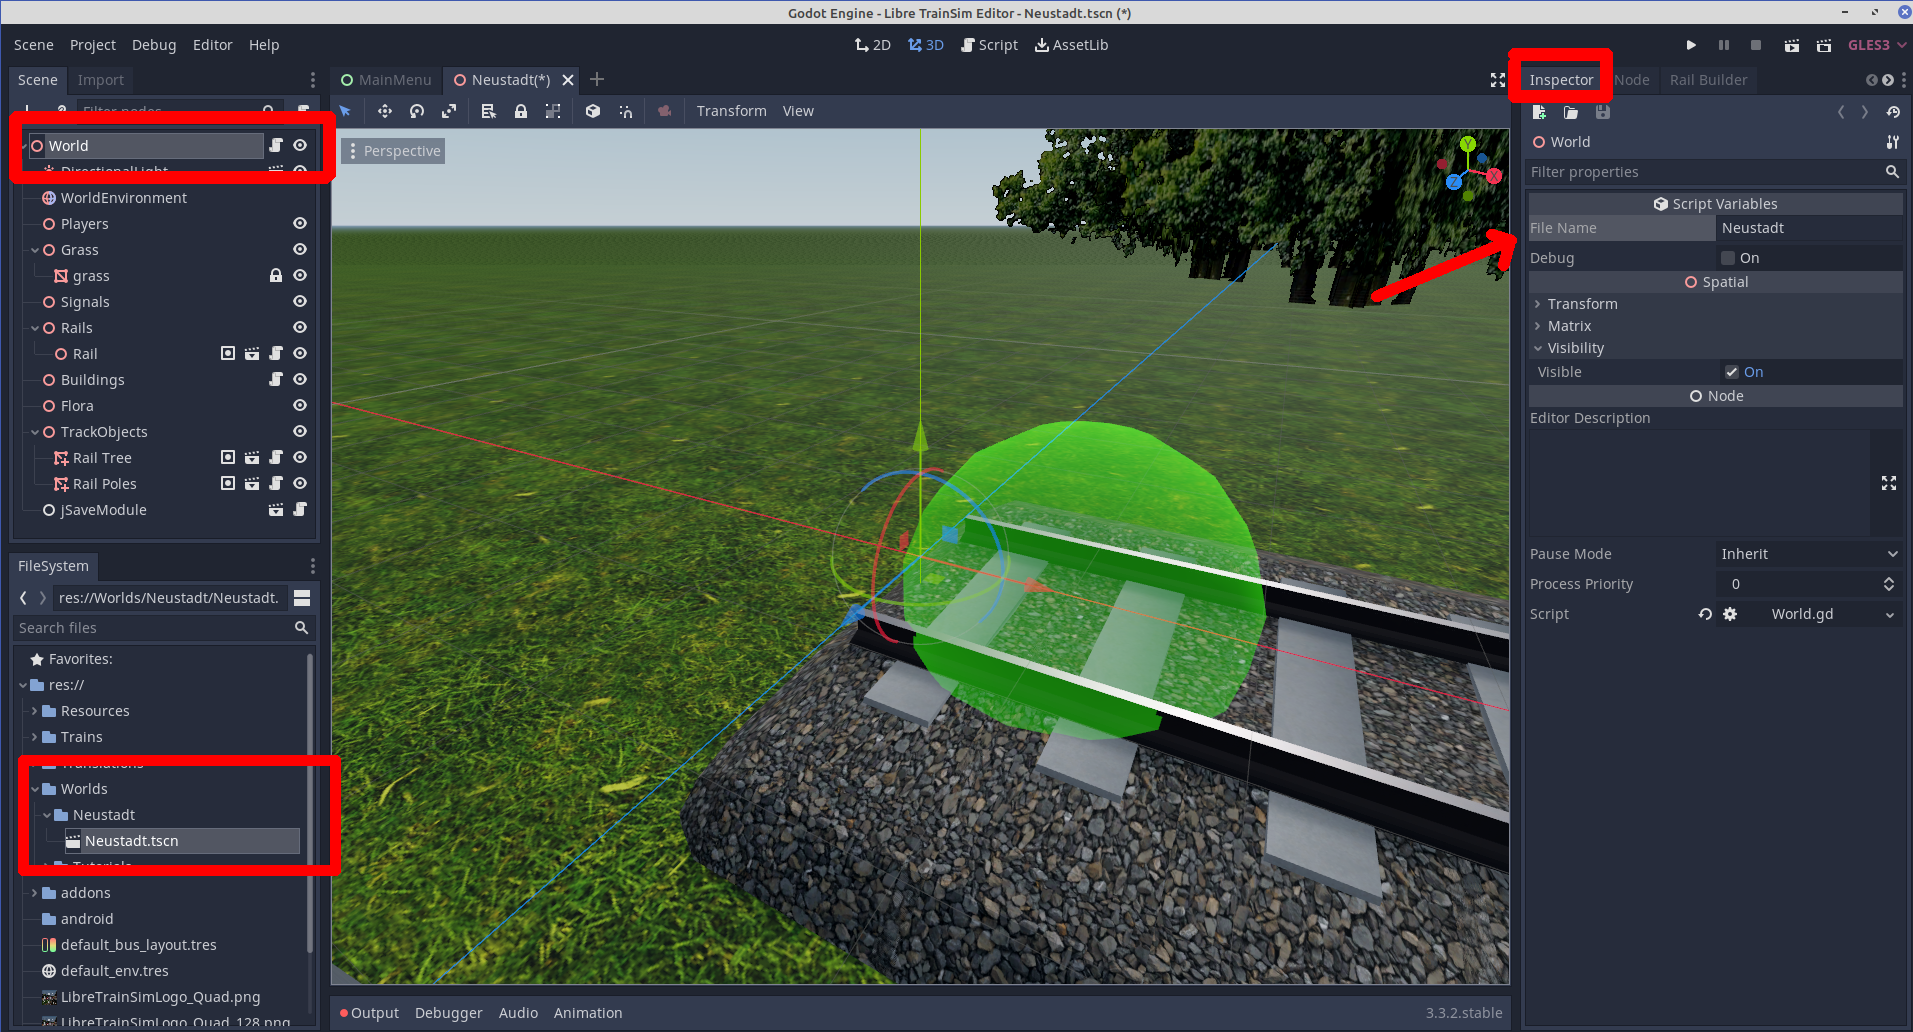 Godot Engine - Libre TrainSim Editor - Neustadt.tscn (*)
Scene Project Debug Editor Help
2D 3D Script AssetLib
GLES3
Scene Import
MainMenu Neustadt(*)
Inspector Node Rail Builder
Filter nodes
Transform View
World
DirectionalLight
WorldEnvironment
Players
Grass
grass
Signals
Rails
Rail
Buildings
Flora
TrackObjects
Rail Tree
Rail Poles
jSaveModule
FileSystem
res://Worlds/Neustadt/Neustadt.
Search files
Favorites:
res://
Resources
Trains
Translations
Worlds
Neustadt
Neustadt.tscn
Tutorials
addons
android
default_bus_layout.tres
default_env.tres
LibreTrainSimLogo_Quad.png
LibreTrainSimLogo_Quad_128.png
Perspective
Y
X
Z
Output Debugger Audio Animation
3.3.2.stable
World
Filter properties
Script Variables
File Name Neustadt
Debug On
Spatial
Transform
Matrix
Visibility
Visible On
Node
Editor Description
Pause Mode Inherit
Process Priority 0
Script World.gd